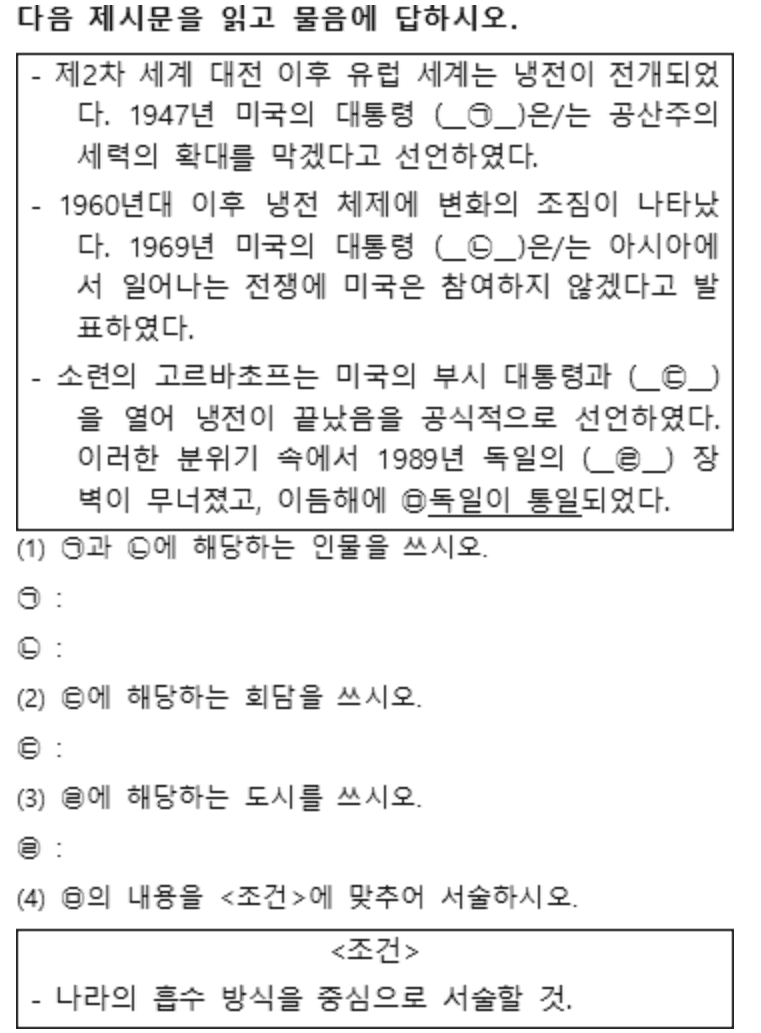 다음 제시문을 읽고 물음에 답하시오.
- 제2차 세계 대전 이후 유럽 세계는 냉전이 전개되었
다. 1947년 미국의 대통령 (_㉠_)은/는 공산주의
세력의 확대를 막겠다고 선언하였다.
- 1960년대 이후 냉전 체제에 변화의 조짐이 나타났
다. 1969년 미국의 대통령 (_㉡_)은/는 아시아에
서 일어나는 전쟁에 미국은 참여하지 않겠다고 발
표하였다.
- 소련의 고르바초프는 미국의 부시 대통령과 (_㉢_)
을 열어 냉전이 끝났음을 공식적으로 선언하였다.
이러한 분위기 속에서 1989년 독일의 (_㉣_) 장
벽이 무너졌고, 이듬해에 ㉤독일이 통일되었다.
(1) ㉠과 ㉡에 해당하는 인물을 쓰시오.
㉠ :
㉡ :
(2) ㉢에 해당하는 회담을 쓰시오.
㉢ :
(3) ㉣에 해당하는 도시를 쓰시오.
㉣ :
(4) ㉤의 내용을 <조건>에 맞추어 서술하시오.
<조건>
- 나라의 흡수 방식을 중심으로 서술할 것.